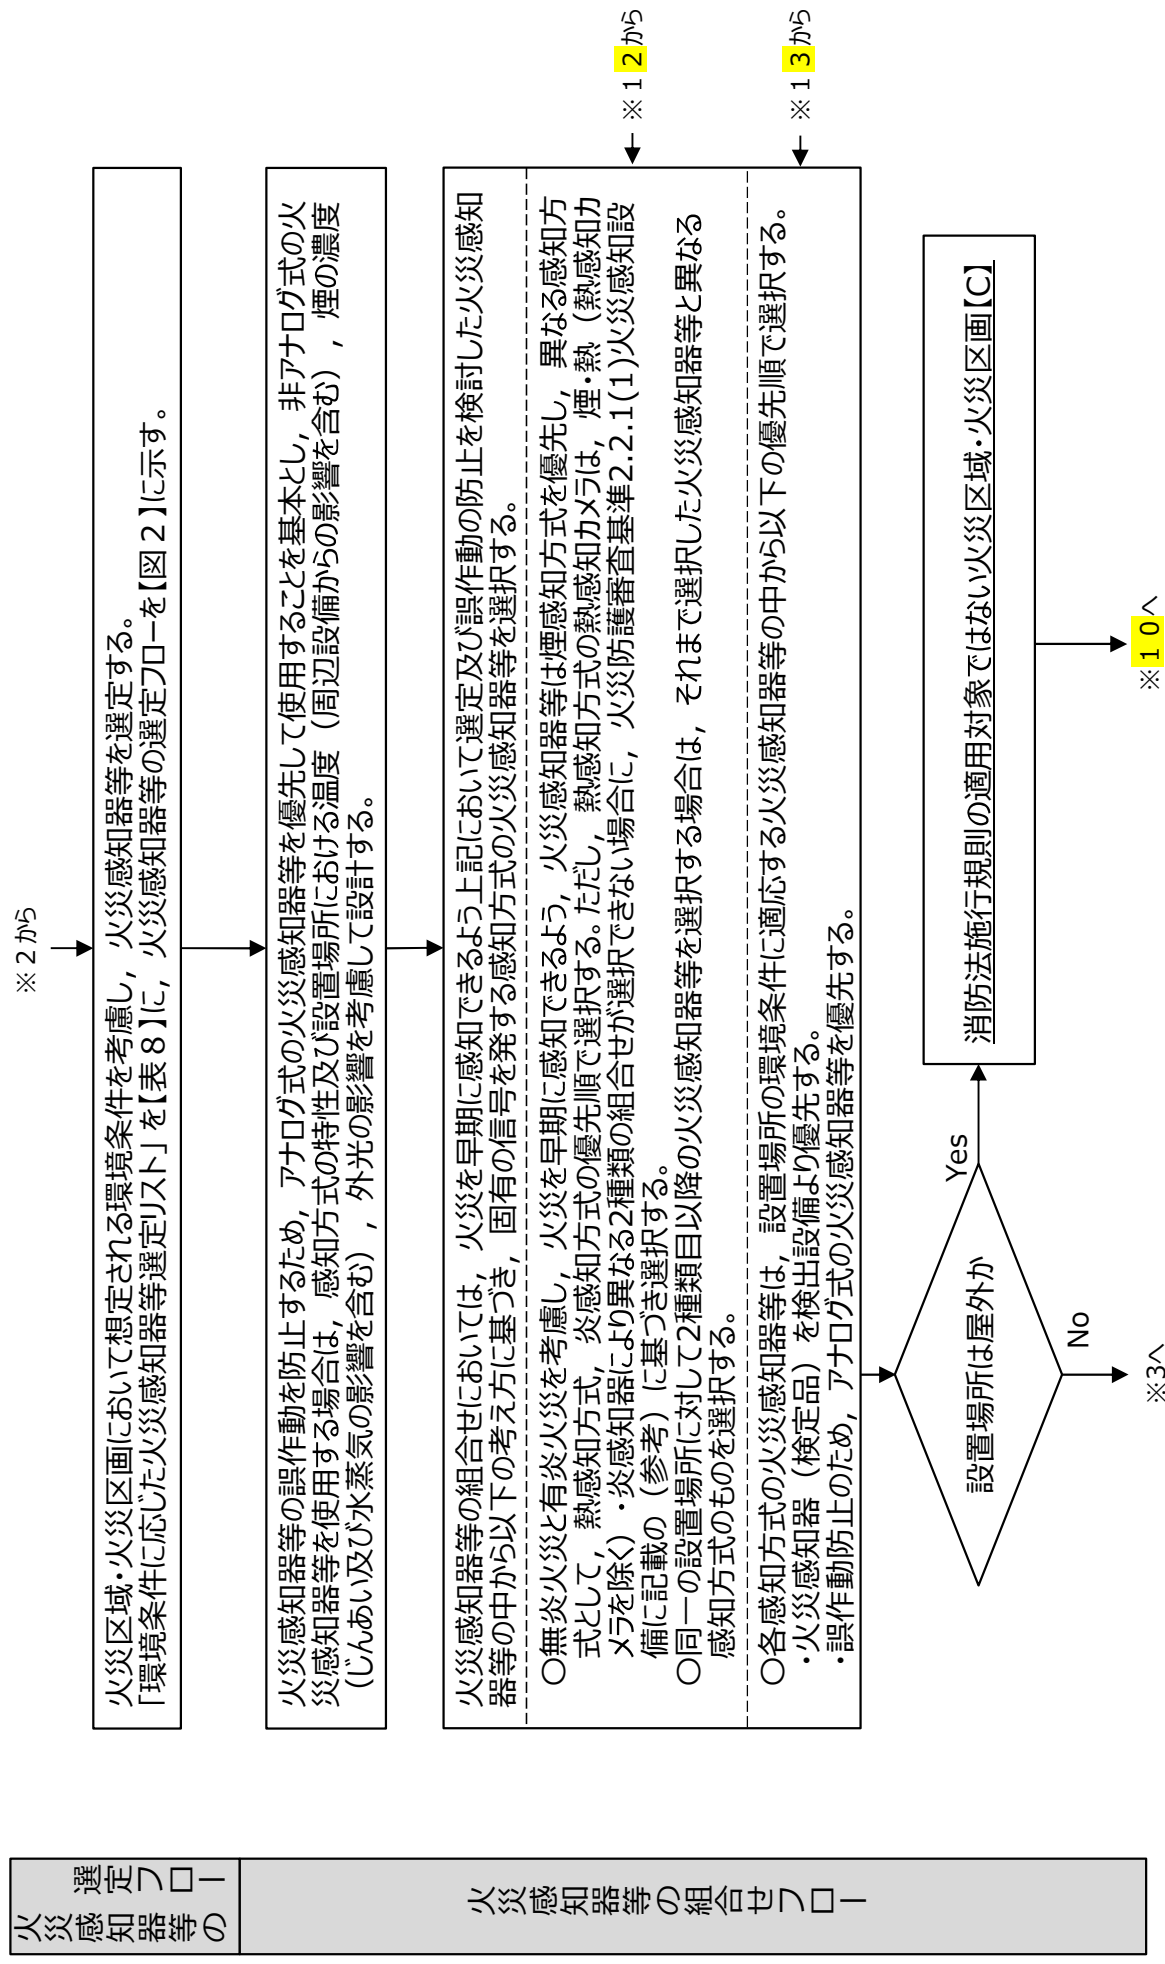 火災感知器等の
選定フロー
火災感知器等の組合せフロー
※２から
火災区域・火災区画において想定される環境条件を考慮し，火災感知器等を選定する。
「環境条件に応じた火災感知器等選定リスト」を【表８】に，火災感知器等の選定フローを【図２】に示す。
火災感知器等の誤作動を防止するため，アナログ式の火災感知器等を優先して使用することを基本とし，非アナログ式の火
災感知器等を使用する場合は，感知方式の特性及び設置場所における温度（周辺設備からの影響を含む），煙の濃度
（じんあい及び水蒸気の影響を含む），外光の影響を考慮して設計する。
火災感知器等の組合せにおいては，火災を早期に感知できるよう上記において選定及び誤作動の防止を検討した火災感知
器等の中から以下の考え方に基づき，固有の信号を発する感知方式の火災感知器等を選択する。
○無炎火災と有炎火災を考慮し，火災を早期に感知できるよう，火災感知器等は煙感知方式を優先し，異なる感知方
式として，熱感知方式，炎感知方式の優先順で選択する。ただし，熱感知方式の熱感知カメラは，煙・熱（熱感知カ
メラを除く）・炎感知器により異なる2種類の組合せが選択できない場合に，火災防護審査基準2.2.1(1)火災感知設
備に記載の（参考）に基づき選択する。
○同一の設置場所に対して2種類目以降の火災感知器等を選択する場合は，それまで選択した火災感知器等と異なる
感知方式のものを選択する。
※１２から
○各感知方式の火災感知器等は，設置場所の環境条件に適応する火災感知器等の中から以下の優先順で選択する。
・火災感知器（検定品）を検出設備より優先する。
・誤作動防止のため，アナログ式の火災感知器等を優先する。
※１３から
設置場所は屋外か
Yes
No
消防法施行規則の適用対象ではない火災区域・火災区画【C】
※3へ
※１０へ